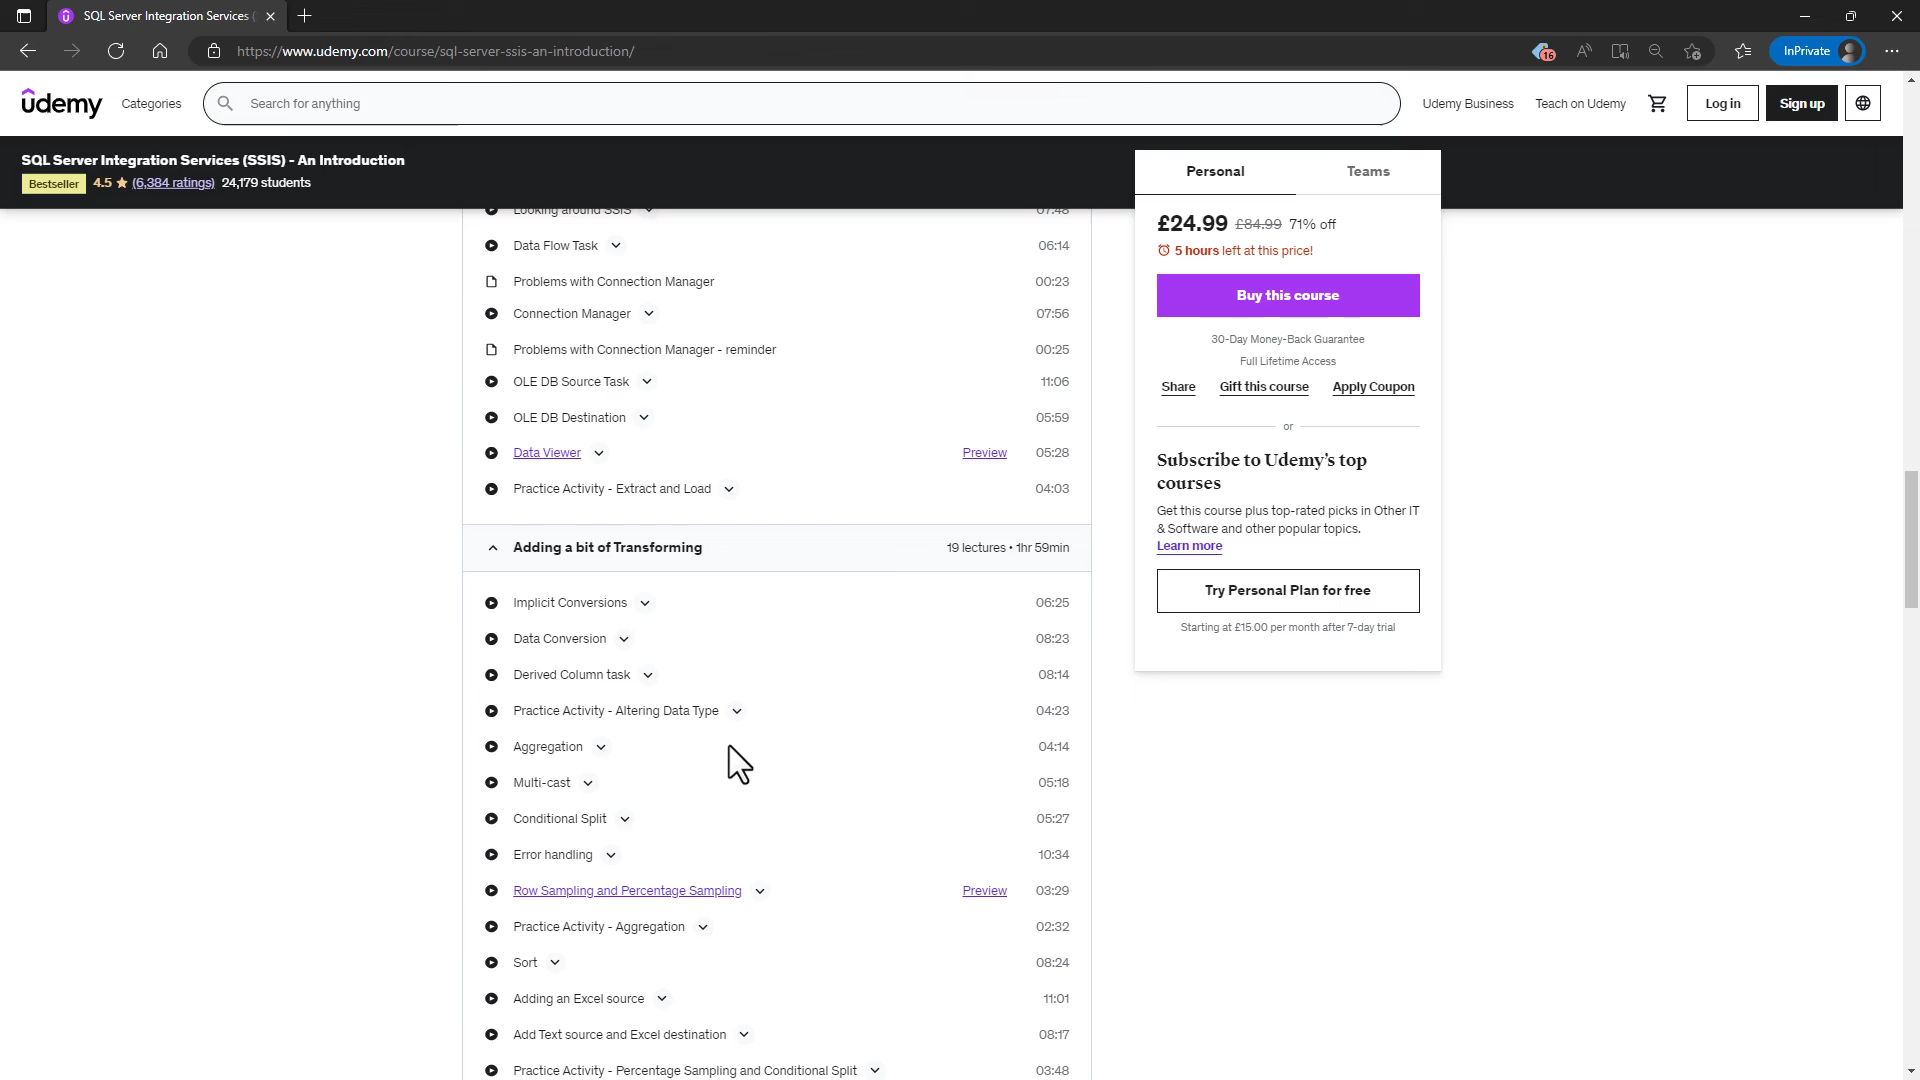 SQL Server Integration Services (
https://www.udemy.com/course/sql-server-ssis-an-introduction/
16
InPrivate
ûdemy
Categories
Search for anything
Udemy Business
Teach on Udemy
Log in
Sign up
SQL Server Integration Services (SSIS) - An Introduction
Bestseller 4.5 (6,384 ratings) 24,179 students
Looking around SSIS 07:48
Data Flow Task 06:14
Problems with Connection Manager 00:23
Connection Manager 07:56
Problems with Connection Manager - reminder 00:25
OLE DB Source Task 11:06
OLE DB Destination 05:59
Data Viewer Preview 05:28
Practice Activity - Extract and Load 04:03
Adding a bit of Transforming 19 lectures • 1hr 59min
Implicit Conversions 06:25
Data Conversion 08:23
Derived Column task 08:14
Practice Activity - Altering Data Type 04:23
Aggregation 04:14
Multi-cast 05:18
Conditional Split 05:27
Error handling 10:34
Row Sampling and Percentage Sampling Preview 03:29
Practice Activity - Aggregation 02:32
Sort 08:24
Adding an Excel source 11:01
Add Text source and Excel destination 08:17
Practice Activity - Percentage Sampling and Conditional Split 03:48
Personal Teams
£24.99 £84.99 71% off
5 hours left at this price!
Buy this course
30-Day Money-Back Guarantee
Full Lifetime Access
Share Gift this course Apply Coupon
or
Subscribe to Udemy's top
courses
Get this course plus top-rated picks in Other IT
& Software and other popular topics.
Learn more
Try Personal Plan for free
Starting at £15.00 per month after 7-day trial